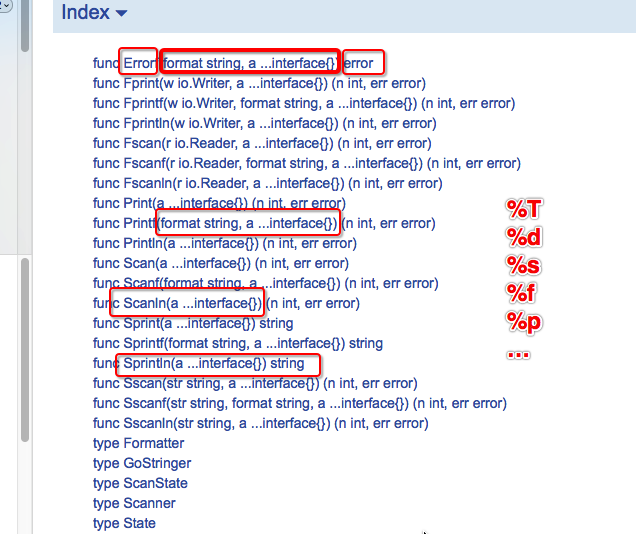 Index
func Errorf(format string, a ...interface{}) error
func Fprint(w io.Writer, a ...interface{}) (n int, err error)
func Fprintf(w io.Writer, format string, a ...interface{}) (n int, err error)
func Fprintln(w io.Writer, a ...interface{}) (n int, err error)
func Fscan(r io.Reader, a ...interface{}) (n int, err error)
func Fscanf(r io.Reader, format string, a ...interface{}) (n int, err error)
func Fscanln(r io.Reader, a ...interface{}) (n int, err error)
func Print(a ...interface{}) (n int, err error)
func Printf(format string, a ...interface{}) (n int, err error)
%T
func Println(a ...interface{}) (n int, err error)
%d
func Scan(a ...interface{}) (n int, err error)
%s
func Scanf(format string, a ...interface{}) (n int, err error)
%f
func Scanln(a ...interface{}) (n int, err error)
func Sprint(a ...interface{}) string
%p
func Sprintf(format string, a ...interface{}) string
...
func Sprintln(a ...interface{}) string
func Sscan(str string, a ...interface{}) (n int, err error)
func Sscanf(str string, format string, a ...interface{}) (n int, err error)
func Sscanln(str string, a ...interface{}) (n int, err error)
type Formatter
type GoStringer
type ScanState
type Scanner
type State